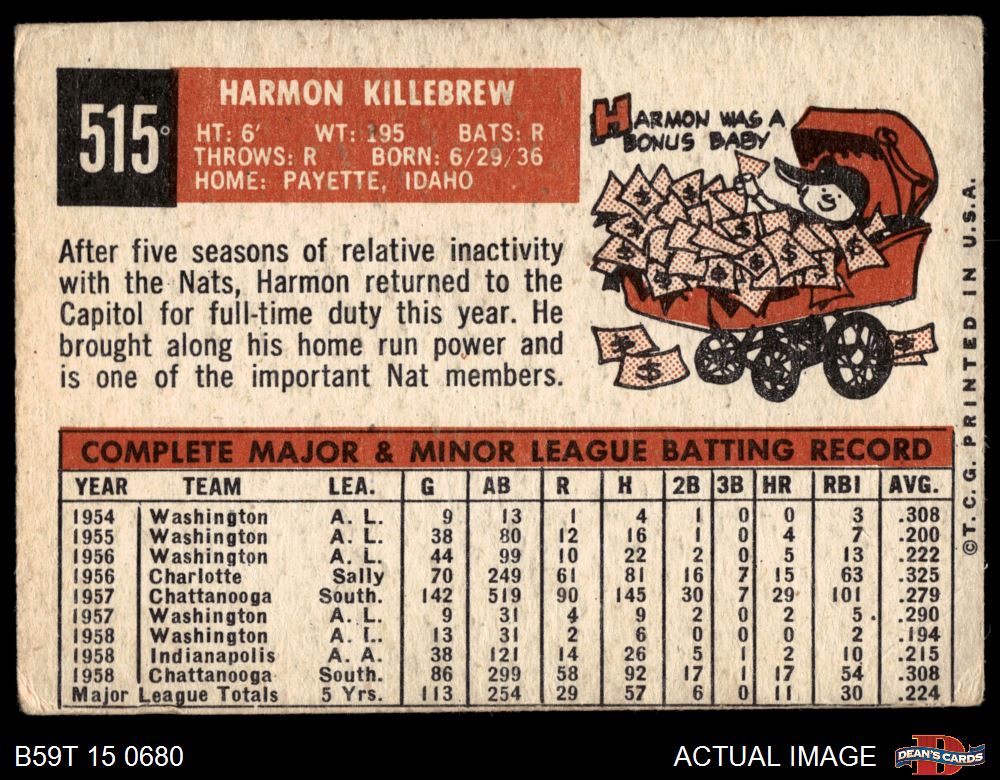 515
HARMON KILLEBREW
HT: 6' WT: 195 BATS: R
THROWS: R BORN: 6/29/36
HOME: PAYETTE, IDAHO
HARMON WAS A
BONUS BABY
After five seasons of relative inactivity
with the Nats, Harmon returned to the
Capitol for full-time duty this year. He
brought along his home run power and
is one of the important Nat members.
COMPLETE MAJOR & MINOR LEAGUE BATTING RECORD
YEAR TEAM LEA. G AB R H 2B 3B HR RBI AVG.
1954 Washington A. L. 9 13 1 4 1 0 0 3 .308
1955 Washington A. L. 38 80 12 16 1 0 4 7 .200
1956 Washington A. L. 44 99 10 22 2 0 5 13 .222
1956 Charlotte Sally 70 249 61 81 16 7 15 63 .325
1957 Chattanooga South. 142 519 90 145 30 7 29 101 .279
1957 Washington A. L. 9 31 4 9 2 0 2 5 .290
1958 Washington A. L. 13 31 2 6 0 0 0 2 .194
1958 Indianapolis A. A. 38 121 14 26 5 1 2 10 .215
1958 Chattanooga South. 86 299 58 92 17 1 17 54 .308
Major League Totals 5 Yrs. 113 254 29 57 6 0 11 30 .224
©T. C. G. PRINTED IN U.S.A.
B59T 15 0680
ACTUAL IMAGE
DEAN'S CARDS